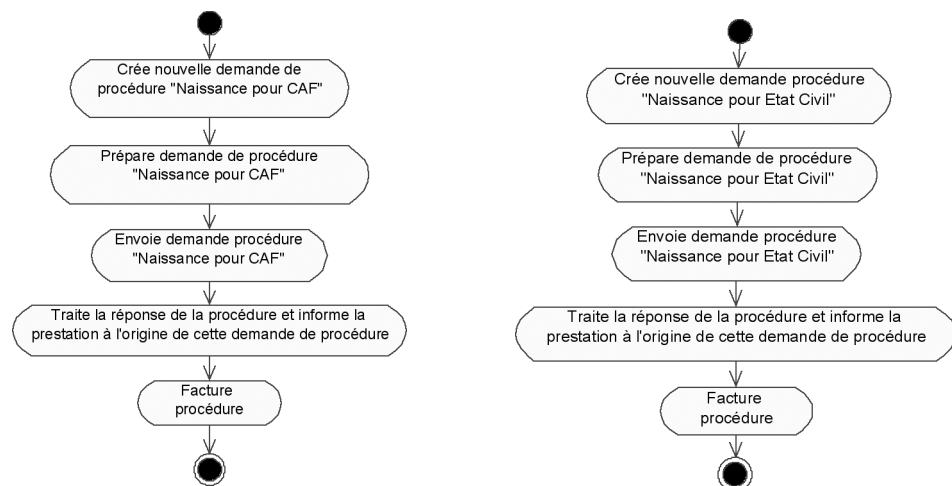 Crée nouvelle demande de
procédure "Naissance pour CAF"
Prépare demande de procédure
"Naissance pour CAF"
Envoie demande procédure
"Naissance pour CAF"
Traite la réponse de la procédure et informe la
prestation à l'origine de cette demande de procédure
Facture
procédure
Crée nouvelle demande procédure
"Naissance pour Etat Civil"
Prépare demande de procédure
"Naissance pour Etat Civil"
Envoie demande procédure
"Naissance pour Etat Civil"
Traite la réponse de la procédure et informe la
prestation à l'origine de cette demande de procédure
Facture
procédure